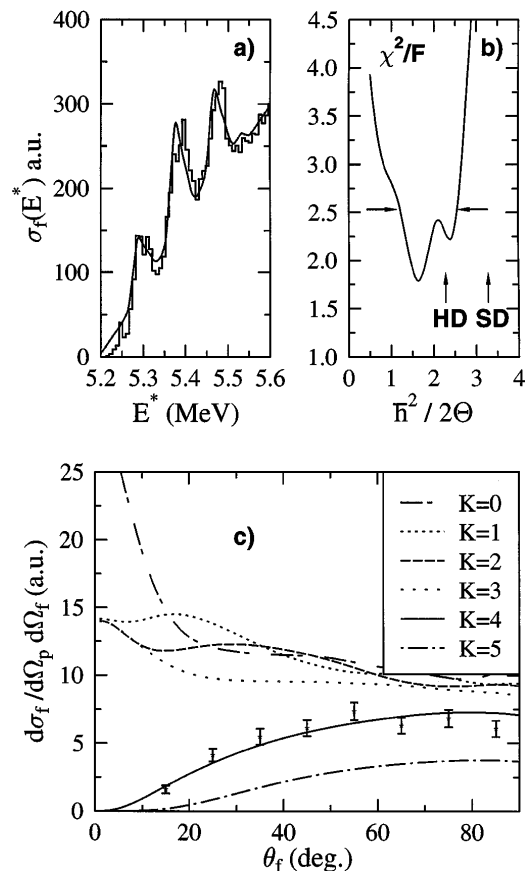 a)
400
300
200
100
0
5.2 5.3 5.4 5.5 5.6
E* (MeV)
σf(E*) a.u.
χ²/F b)
4.5
4.0
3.5
3.0
2.5
2.0
1.5
1.0
HD SD
0 1 2 3 4
ħ² / 2Θ
c)
25
20
15
10
5
0
K=0
K=1
K=2
K=3
K=4
K=5
0 20 40 60 80
θf (deg.)
dσf/dΩp dΩf (a.u.)